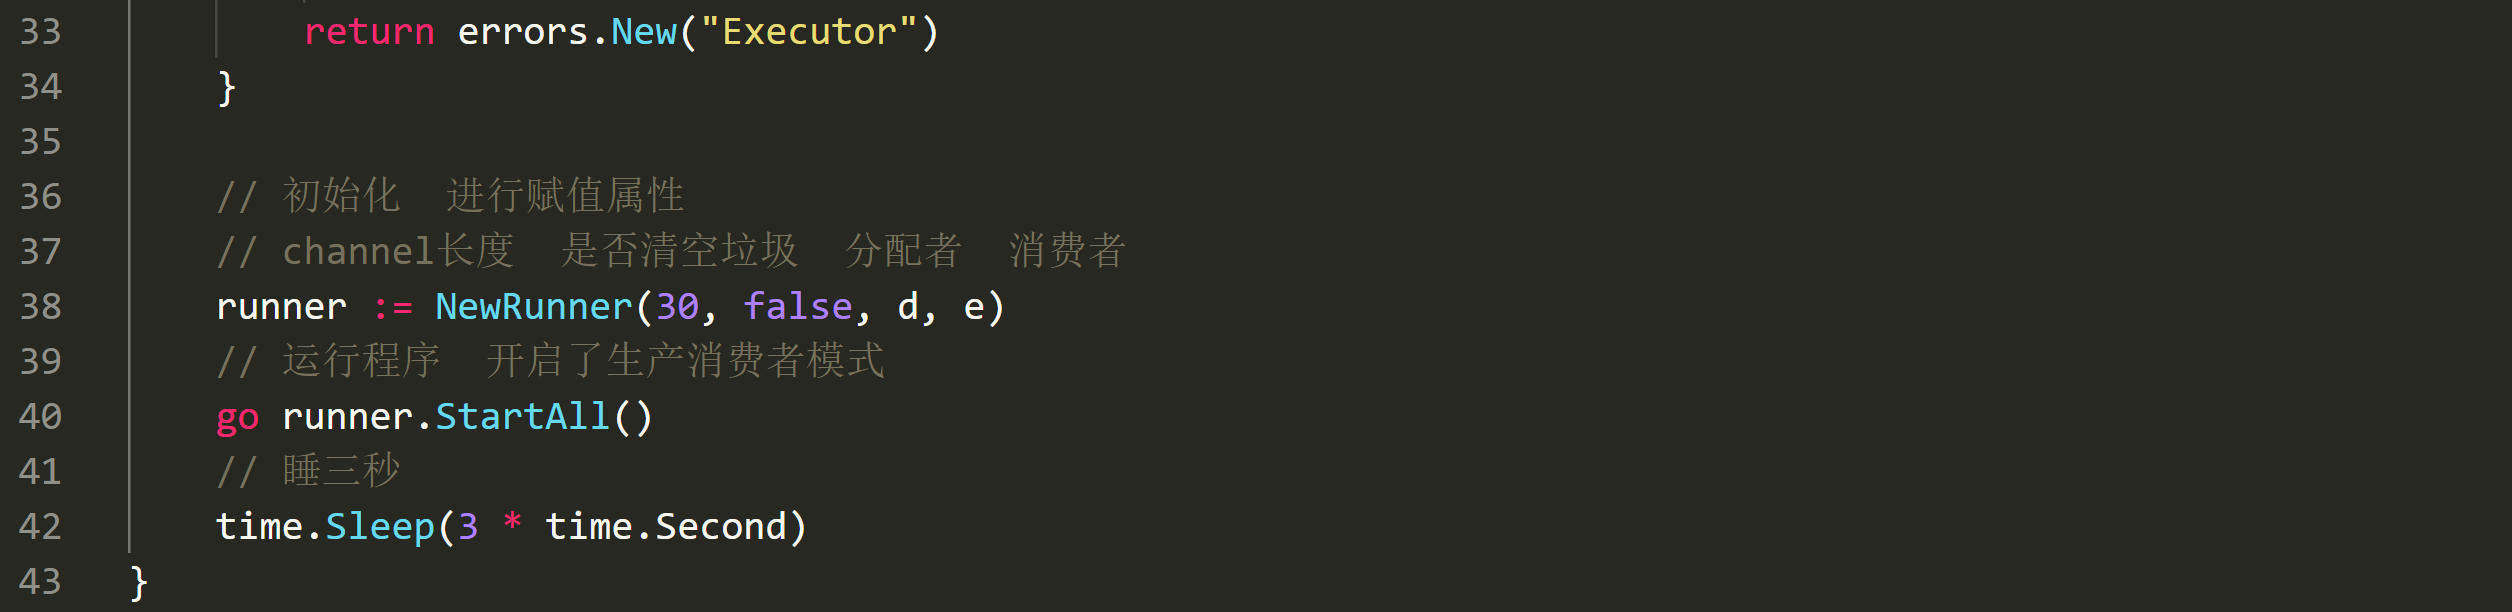 33 return errors.New("Executor")
34 }
35
36 // 初始化  进行赋值属性
37 // channel长度  是否清空垃圾  分配者  消费者
38 runner := NewRunner(30, false, d, e)
39 // 运行程序  开启了生产消费者模式
40 go runner.StartAll()
41 // 睡三秒
42 time.Sleep(3 * time.Second)
43 }